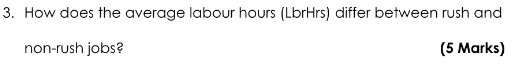 3. How does the average labour hours (LbrHrs) differ between rush and
non-rush jobs? (5 Marks)